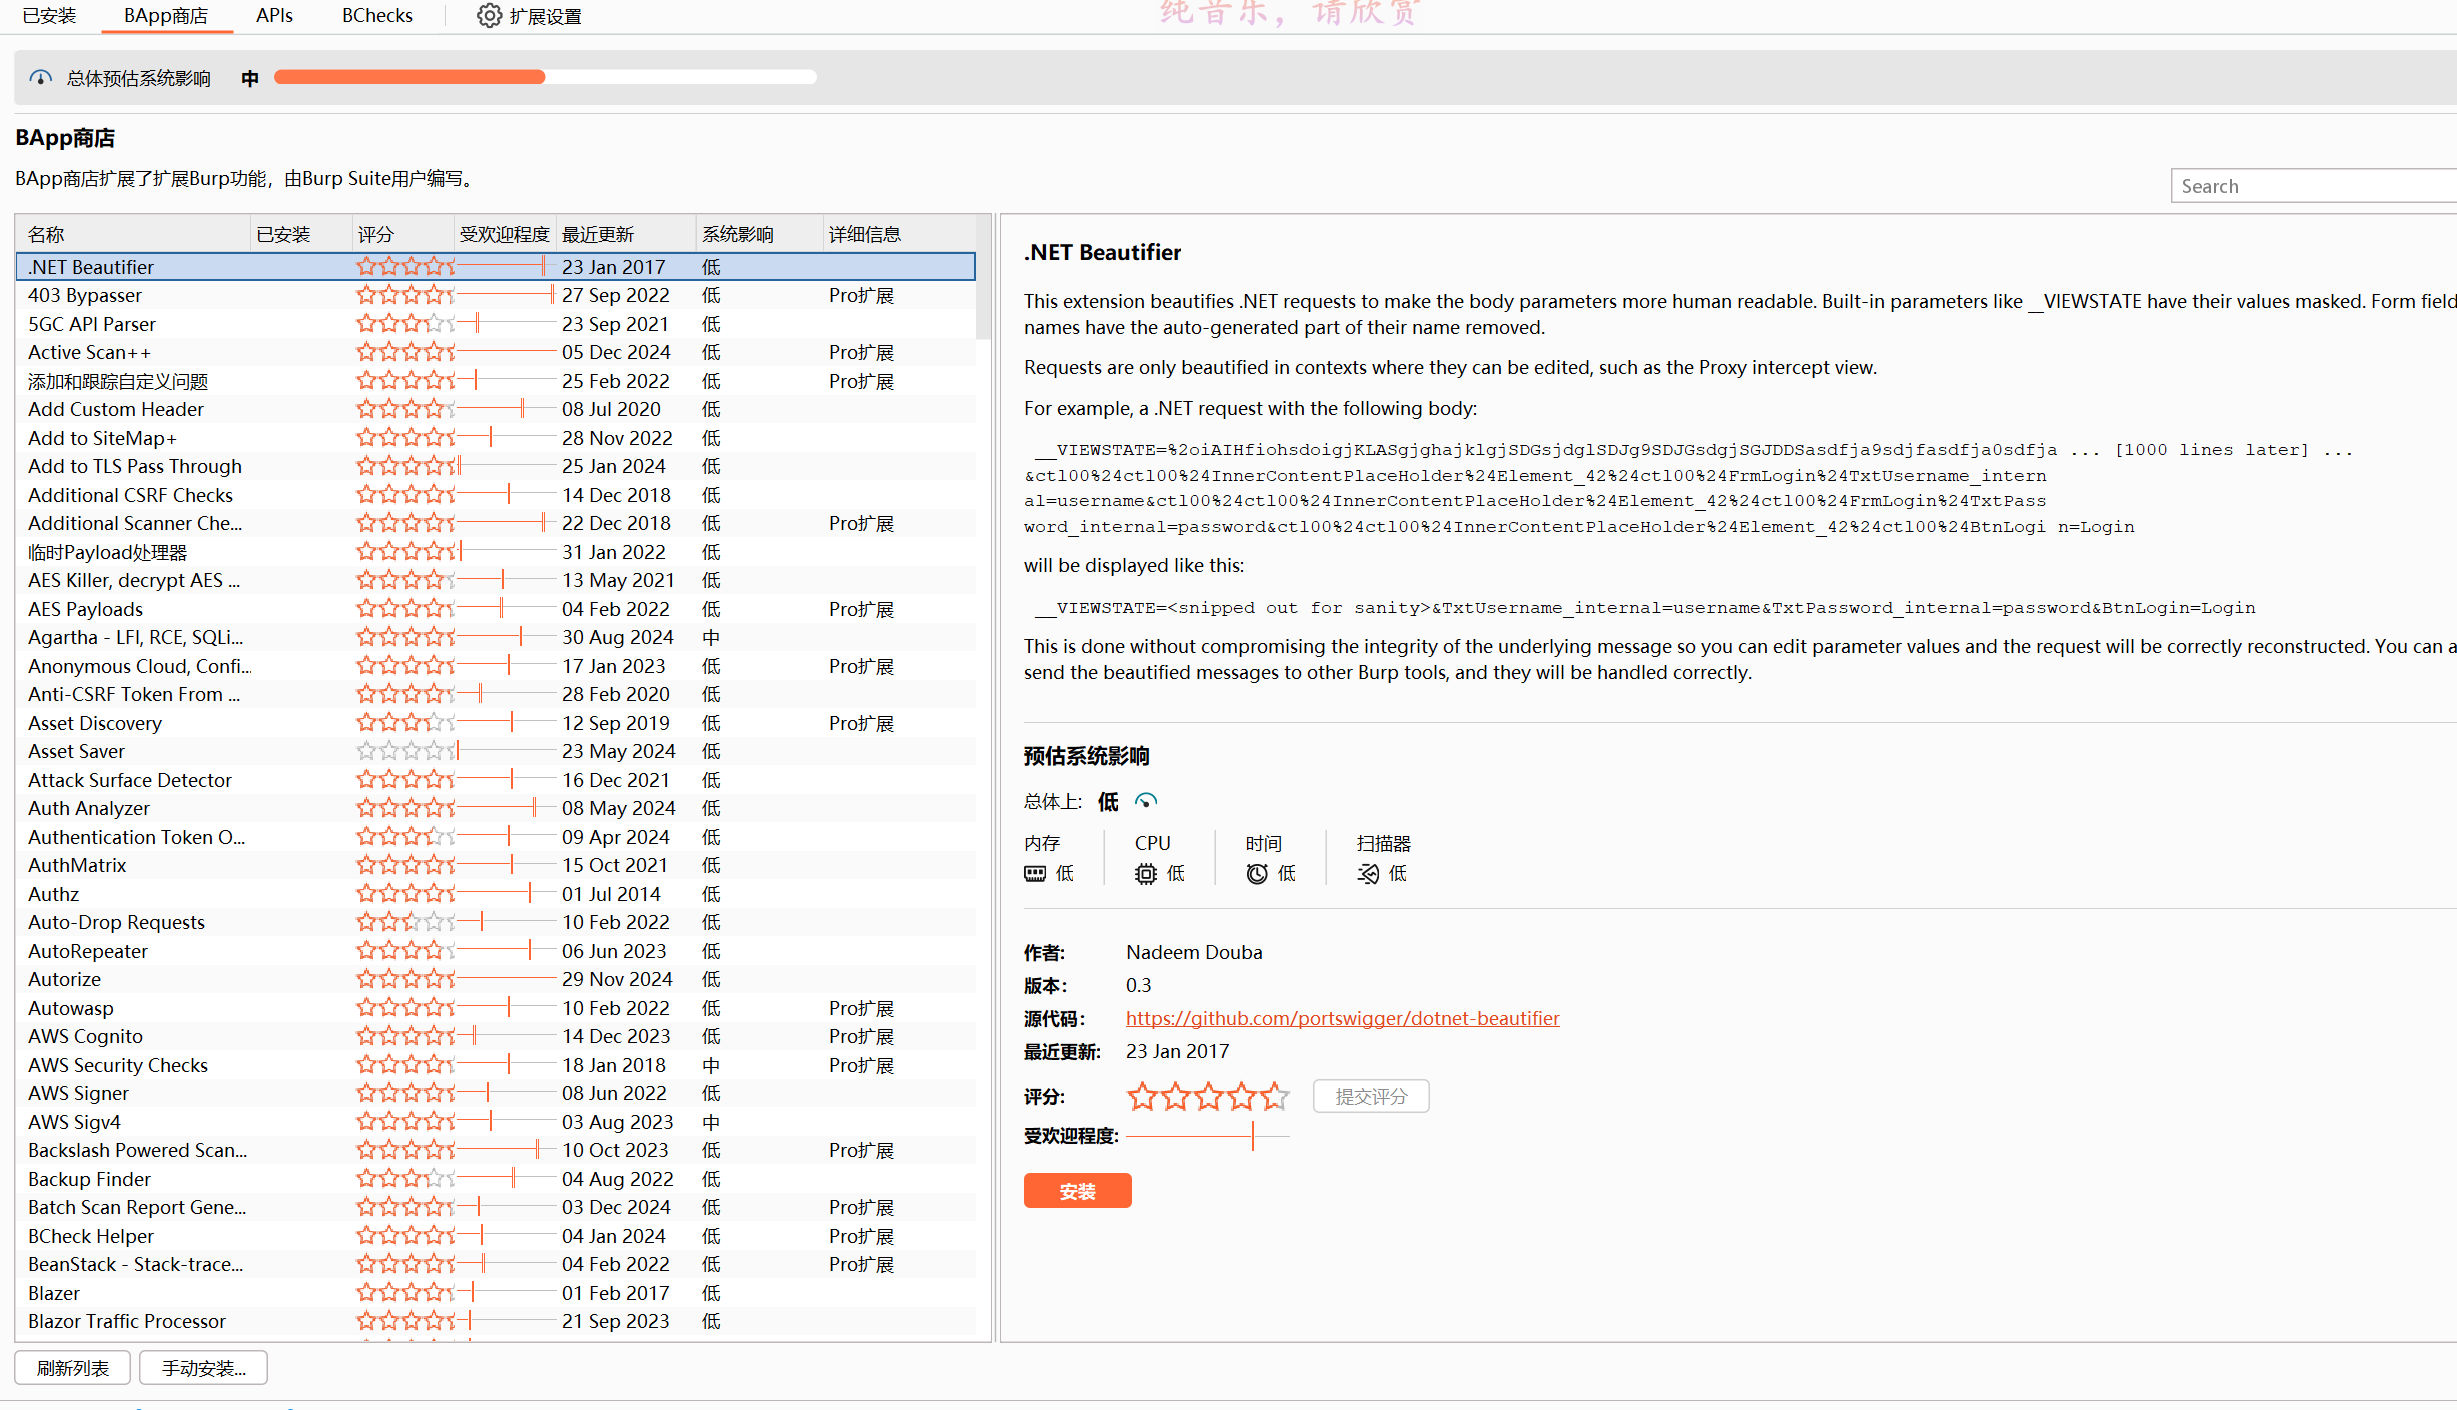 已安装 BApp商店 APIs BChecks 扩展设置
纯音乐，请欣赏
总体预估系统影响 中
BApp商店
BApp商店扩展了扩展Burp功能，由Burp Suite用户编写。
Search
名称 已安装 评分 受欢迎程度 最近更新 系统影响 详细信息
.NET Beautifier 23 Jan 2017 低
403 Bypasser 27 Sep 2022 低 Pro扩展
5GC API Parser 23 Sep 2021 低
Active Scan++ 05 Dec 2024 低 Pro扩展
添加和跟踪自定义问题 25 Feb 2022 低 Pro扩展
Add Custom Header 08 Jul 2020 低
Add to SiteMap+ 28 Nov 2022 低
Add to TLS Pass Through 25 Jan 2024 低
Additional CSRF Checks 14 Dec 2018 低
Additional Scanner Che... 22 Dec 2018 低 Pro扩展
临时Payload处理器 31 Jan 2022 低
AES Killer, decrypt AES ... 13 May 2021 低
AES Payloads 04 Feb 2022 低 Pro扩展
Agartha - LFI, RCE, SQLi... 30 Aug 2024 中
Anonymous Cloud, Confi... 17 Jan 2023 低 Pro扩展
Anti-CSRF Token From ... 28 Feb 2020 低
Asset Discovery 12 Sep 2019 低 Pro扩展
Asset Saver 23 May 2024 低
Attack Surface Detector 16 Dec 2021 低
Auth Analyzer 08 May 2024 低
Authentication Token O... 09 Apr 2024 低
AuthMatrix 15 Oct 2021 低
Authz 01 Jul 2014 低
Auto-Drop Requests 10 Feb 2022 低
AutoRepeater 06 Jun 2023 低
Autorize 29 Nov 2024 低
Autowasp 10 Feb 2022 低 Pro扩展
AWS Cognito 14 Dec 2023 低 Pro扩展
AWS Security Checks 18 Jan 2018 中 Pro扩展
AWS Signer 08 Jun 2022 低
AWS Sigv4 03 Aug 2023 中
Backslash Powered Scan... 10 Oct 2023 低 Pro扩展
Backup Finder 04 Aug 2022 低
Batch Scan Report Gene... 03 Dec 2024 低 Pro扩展
BCheck Helper 04 Jan 2024 低 Pro扩展
BeanStack - Stack-trace... 04 Feb 2022 低 Pro扩展
Blazer 01 Feb 2017 低
Blazor Traffic Processor 21 Sep 2023 低
刷新列表 手动安装...
.NET Beautifier
This extension beautifies .NET requests to make the body parameters more human readable. Built-in parameters like __VIEWSTATE have their values masked. Form field
names have the auto-generated part of their name removed.
Requests are only beautified in contexts where they can be edited, such as the Proxy intercept view.
For example, a .NET request with the following body:
__VIEWSTATE=%2oiAIHfiohsdoigjKLASgjghajklgjSDGsjdglSDJg9SDJGsdgjSGJDDSasdfja9sdjfasdfja0sdfja ... [1000 lines later] ...
&ctl00%24ctl00%24InnerContentPlaceHolder%24Element_42%24ctl00%24FrmLogin%24TxtUsername_intern
al=username&ctl00%24ctl00%24InnerContentPlaceHolder%24Element_42%24ctl00%24FrmLogin%24TxtPass
word_internal=password&ctl00%24ctl00%24InnerContentPlaceHolder%24Element_42%24ctl00%24BtnLogi n=Login
will be displayed like this:
__VIEWSTATE=<snipped out for sanity>&TxtUsername_internal=username&TxtPassword_internal=password&BtnLogin=Login
This is done without compromising the integrity of the underlying message so you can edit parameter values and the request will be correctly reconstructed. You can a
send the beautified messages to other Burp tools, and they will be handled correctly.
预估系统影响
总体上: 低
内存 CPU 时间 扫描器
低 低 低 低
作者: Nadeem Douba
版本: 0.3
源代码: https://github.com/portswigger/dotnet-beautifier
最近更新: 23 Jan 2017
评分: 提交评分
受欢迎程度:
安装